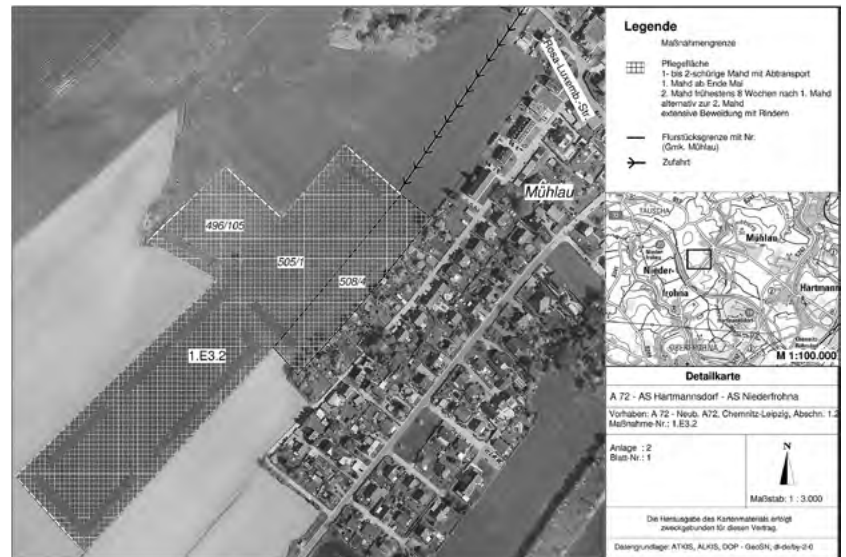 Rosa-Luxemb.-Str.
Mühlau
496/105
505/1
508/4
1.E3.2
Legende
Maßnahmengrenze
Pflegefläche
1- bis 2-schürige Mahd mit Abtransport
1. Mahd ab Ende Mai
2. Mahd frühestens 8 Wochen nach 1. Mahd
alternativ zur 2. Mahd
extensive Beweidung mit Rindern
Flurstücksgrenze mit Nr.
(Gmk. Mühlau)
Zufahrt
TAUSCHA
Mühlau
Nieder-
frohna
Hartmann
M 1:100.000
Detailkarte
A 72 - AS Hartmannsdorf - AS Niederfrohna
Vorhaben: A 72 - Neub. A72, Chemnitz-Leipzig, Abschn. 1.2
Maßnahme-Nr.: 1.E3.2
Anlage : 2
Blatt-Nr.: 1
N
Maßstab: 1 : 3.000
Die Herausgabe des Kartenmaterials erfolgt
zweckgebunden für diesen Vertrag.
Datengrundlage: ATKIS, ALKIS, DOP - GeoSN, dl-de/by-2-0